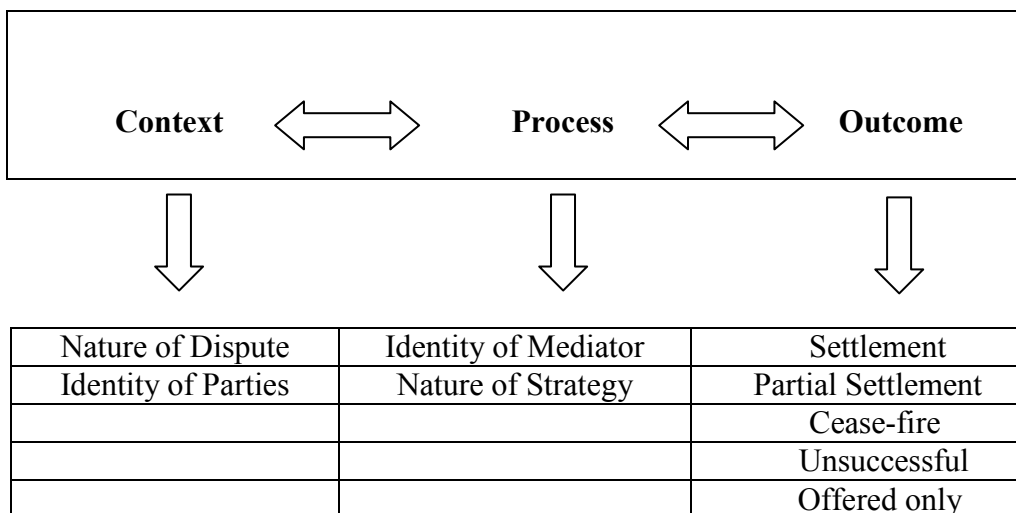 Context Process Outcome
Nature of Dispute Identity of Mediator Settlement
Identity of Parties Nature of Strategy Partial Settlement
Cease-fire
Unsuccessful
Offered only